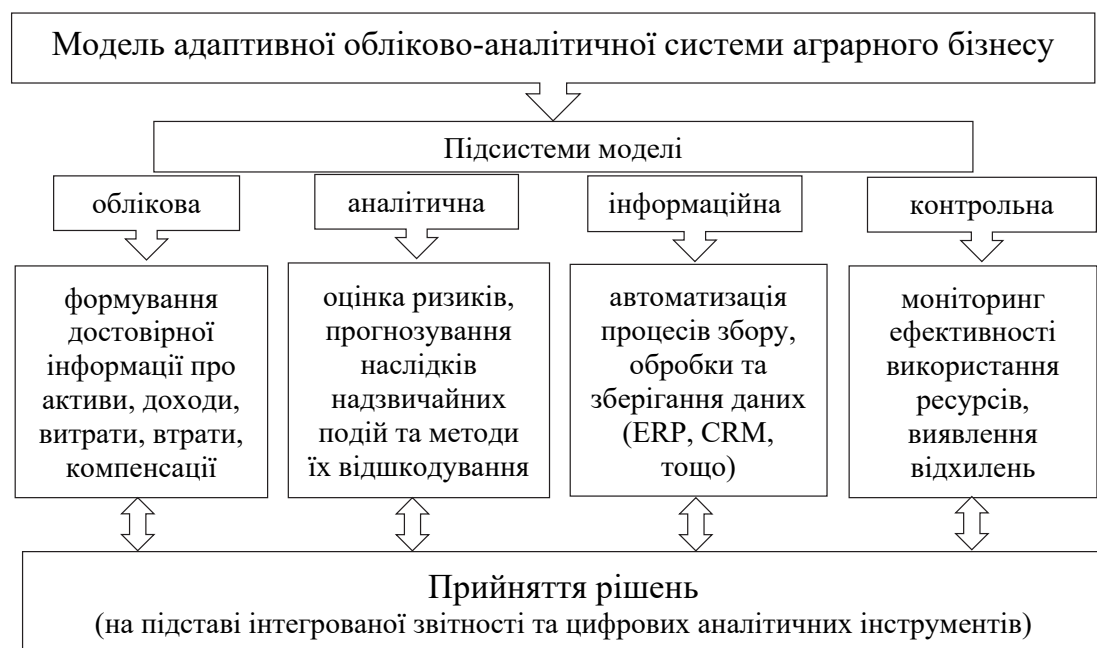 Модель адаптивної обліково-аналітичної системи аграрного бізнесу
Підсистеми моделі
облікова
аналітична
інформаційна
контрольна
формування
достовірної
інформації про
активи, доходи,
витрати, втрати,
компенсації
оцінка ризиків,
прогнозування
наслідків
надзвичайних
подій та методи
їх відшкодування
автоматизація
процесів збору,
обробки та
зберігання даних
(ERP, CRM,
тощо)
моніторинг
ефективності
використання
ресурсів,
виявлення
відхилень
Прийняття рішень
(на підставі інтегрованої звітності та цифрових аналітичних інструментів)